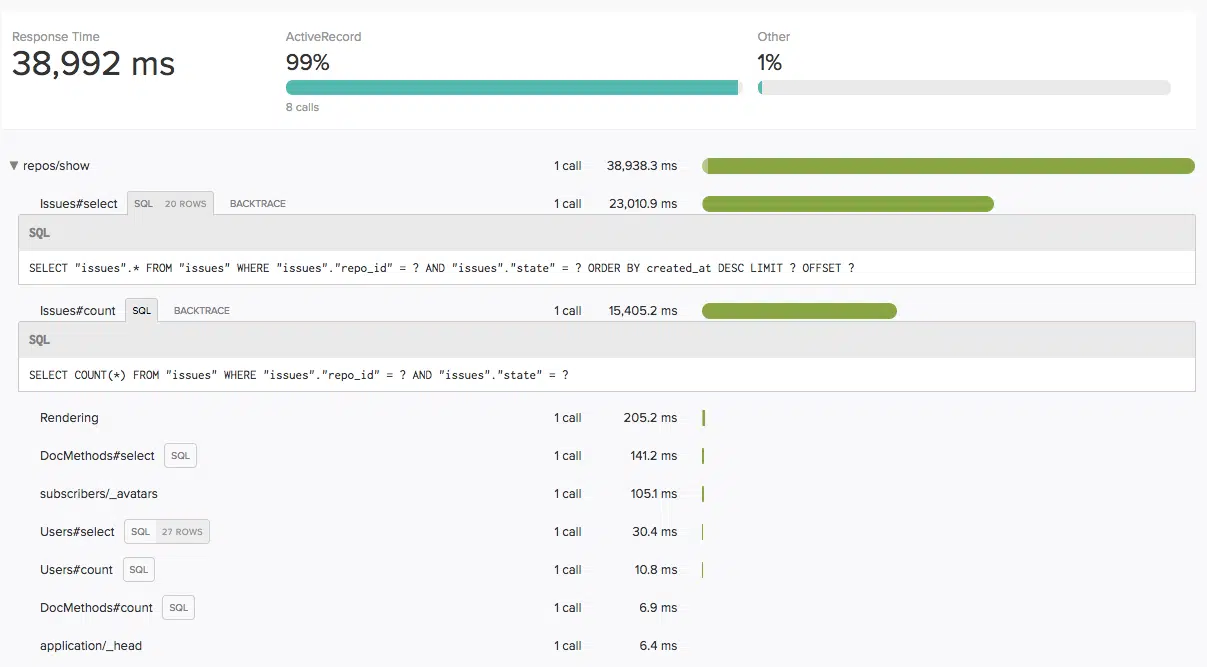 Response Time
38,992 ms
ActiveRecord
99%
8 calls
Other
1%
▼ repos/show 1 call 38,938.3 ms
Issues#select SQL 20 ROWS BACKTRACE 1 call 23,010.9 ms
SQL
SELECT "issues".* FROM "issues" WHERE "issues"."repo_id" = ? AND "issues"."state" = ? ORDER BY created_at DESC LIMIT ? OFFSET ?
Issues#count SQL BACKTRACE 1 call 15,405.2 ms
SQL
SELECT COUNT(*) FROM "issues" WHERE "issues"."repo_id" = ? AND "issues"."state" = ?
Rendering 1 call 205.2 ms
DocMethods#select SQL 1 call 141.2 ms
subscribers/_avatars 1 call 105.1 ms
Users#select SQL 27 ROWS 1 call 30.4 ms
Users#count SQL 1 call 10.8 ms
DocMethods#count SQL 1 call 6.9 ms
application/_head 1 call 6.4 ms